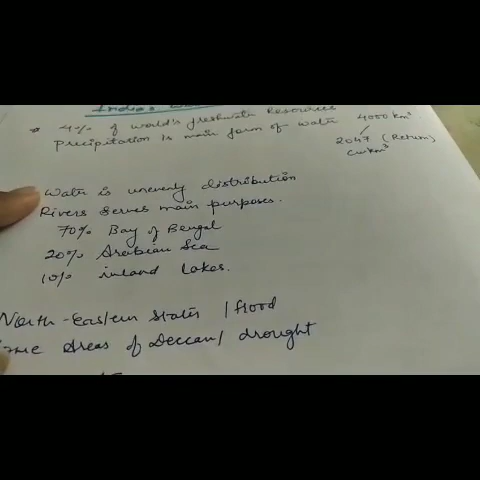 India's
4% of world's freshwater Resources
Precipitation is main form of water
4000 km³
2047 (Return)
cu km³
Water is unevenly distribution
Rivers serves main purposes.
70% Bay of Bengal
20% Arabian Sea
10% inland lakes.
North-Eastern States / flood
Areas of Deccan / drought